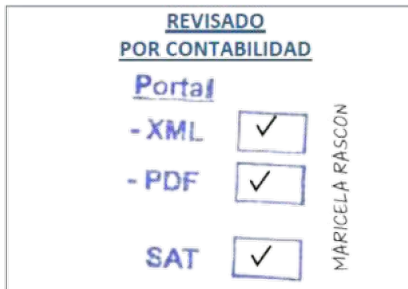 REVISADO
POR CONTABILIDAD
Portal
- XML ✓
- PDF ✓
SAT ✓
MARICELA RASCON